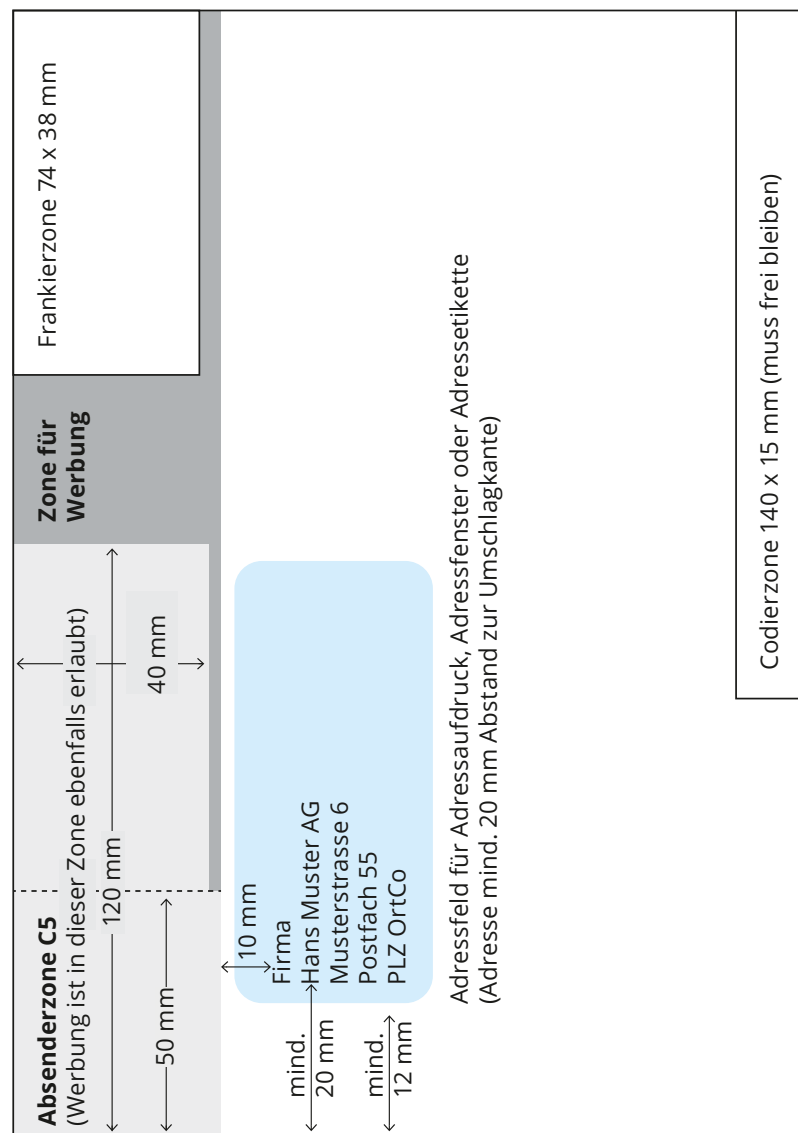 Absenderzone C5
(Werbung ist in dieser Zone ebenfalls erlaubt)
120 mm
50 mm
40 mm
Zone für
Werbung
Frankierzone 74 x 38 mm
10 mm
mind.
20 mm
mind.
12 mm
Firma
Hans Muster AG
Musterstrasse 6
Postfach 55
PLZ OrtCo
Adressfeld für Adressaufdruck, Adressfenster oder Adressetikette
(Adresse mind. 20 mm Abstand zur Umschlagkante)
Codierzone 140 x 15 mm (muss frei bleiben)